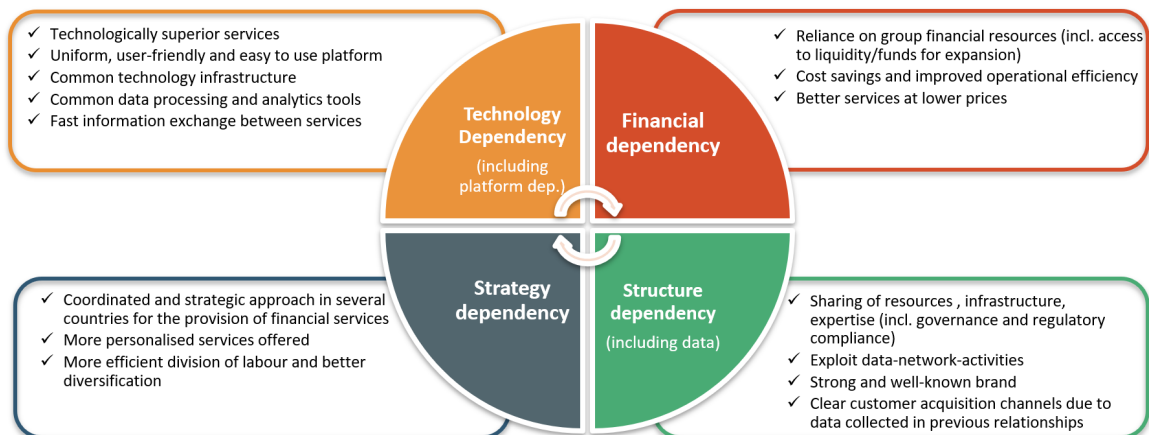 ✓ Technologically superior services
✓ Uniform, user-friendly and easy to use platform
✓ Common technology infrastructure
✓ Common data processing and analytics tools
✓ Fast information exchange between services
Technology
Dependency
(including
platform dep.)
Financial
dependency
✓ Reliance on group financial resources (incl. access
to liquidity/funds for expansion)
✓ Cost savings and improved operational efficiency
✓ Better services at lower prices
✓ Coordinated and strategic approach in several
countries for the provision of financial services
✓ More personalised services offered
✓ More efficient division of labour and better
diversification
Strategy
dependency
Structure
dependency
(including data)
✓ Sharing of resources , infrastructure,
expertise (incl. governance and regulatory
compliance)
✓ Exploit data-network-activities
✓ Strong and well-known brand
✓ Clear customer acquisition channels due to
data collected in previous relationships